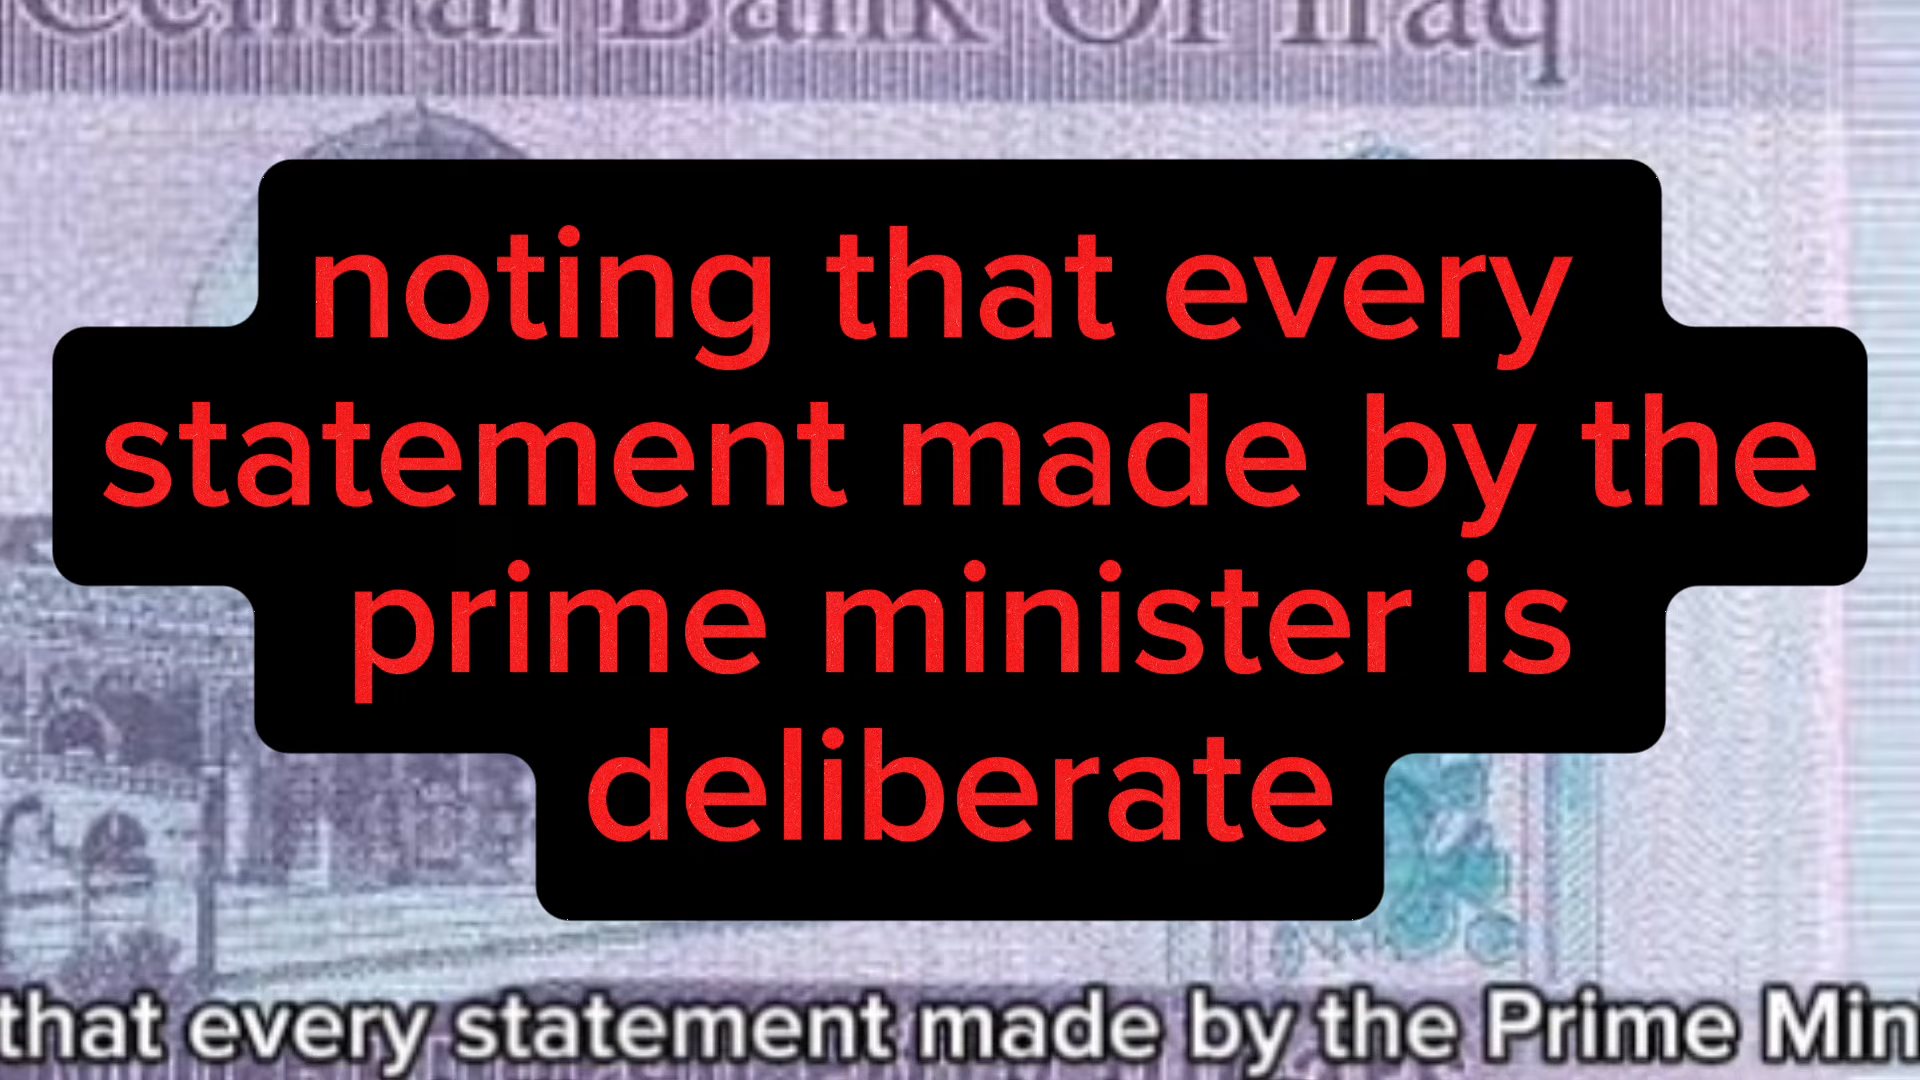 Central Bank Of Iraq
noting that every
statement made by the
prime minister is
deliberate
that every statement made by the Prime Min